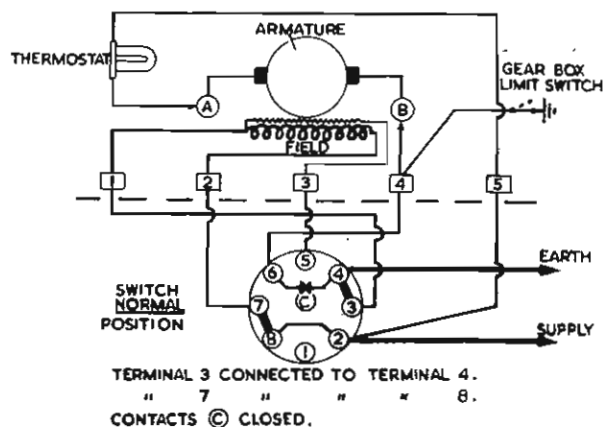 ARMATURE
THERMOSTAT
GEAR BOX
LIMIT SWITCH
A
B
FIELD
1 2 3 4 5
EARTH
SUPPLY
SWITCH
NORMAL
POSITION
5
6 4
C
7 3
8 2
1
TERMINAL 3 CONNECTED TO TERMINAL 4.
" 7 " " " 8.
CONTACTS C CLOSED.